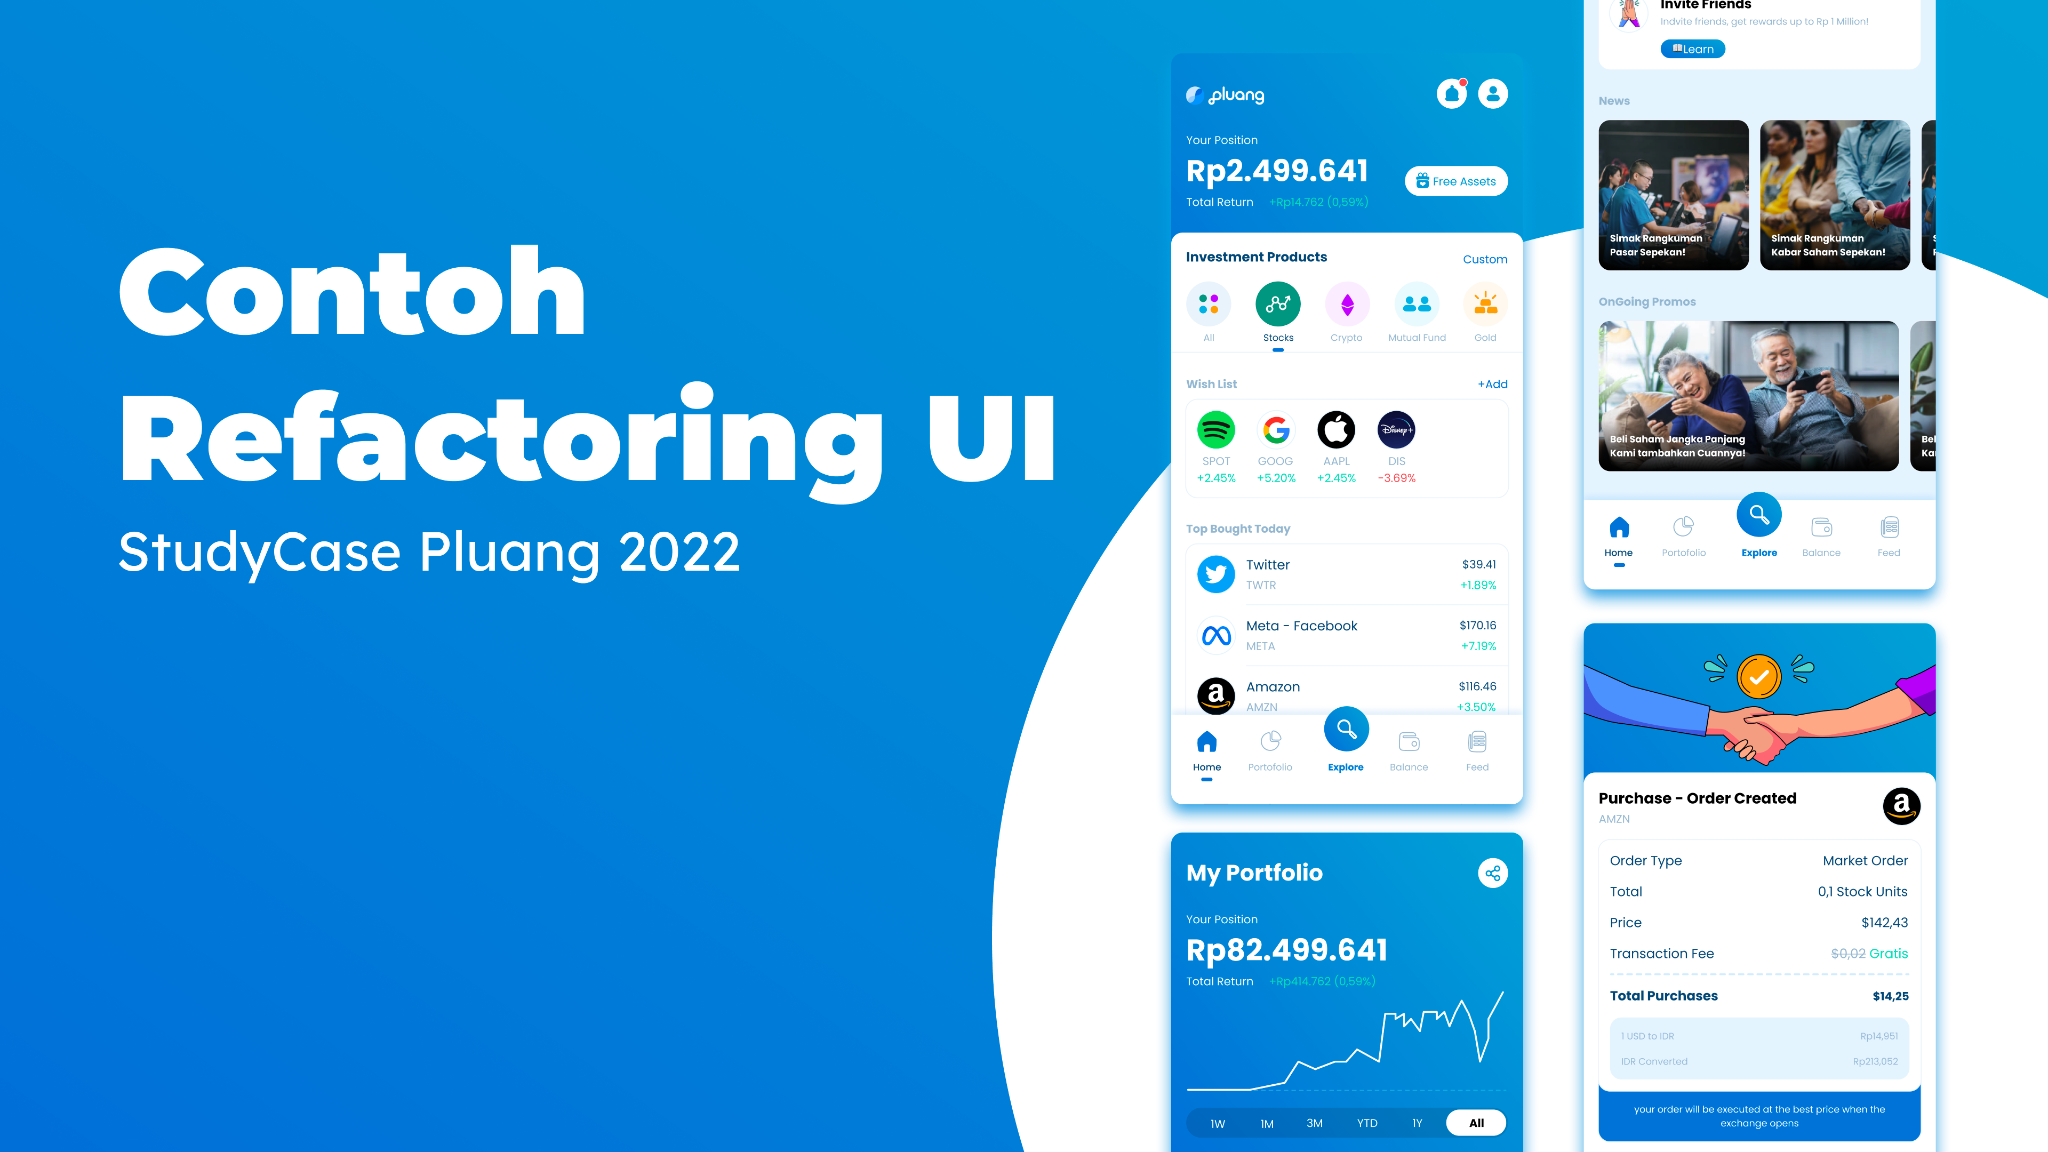 Contoh
Refactoring UI
StudyCase Pluang 2022
pluang
Your Position
Rp2.499.641
Free Assets
Total Return +Rp14.762 (0,59%)
Investment Products
Custom
All
Stocks
Crypto
Mutual Fund
Gold
Wish List
+Add
Disney+
SPOT
GOOG
AAPL
DIS
+2.45%
+5.20%
+2.45%
-3.69%
Top Bought Today
Twitter $39.41
TWTR +1.89%
Meta - Facebook $170.16
META +7.19%
Amazon $116.46
AMZN +3.50%
Home
Portofolio
Explore
Balance
Feed
My Portfolio
Your Position
Rp82.499.641
Total Return +Rp414.762 (0,59%)
1W
1M
3M
YTD
1Y
All
Invite Friends
Indvite friends, get rewards up to Rp 1 Million!
Learn
News
Simak Rangkuman
Pasar Sepekan!
Simak Rangkuman
Kabar Saham Sepekan!
OnGoing Promos
Beli Saham Jangka Panjang
Kami tambahkan Cuannya!
Bel
Kar
Home
Portofolio
Explore
Balance
Feed
Purchase - Order Created
AMZN
Order Type Market Order
Total 0,1 Stock Units
Price $142,43
Transaction Fee $0,02 Gratis
Total Purchases $14,25
1 USD to IDR Rp14,951
IDR Converted Rp213,052
your order will be executed at the best price when the
exchange opens